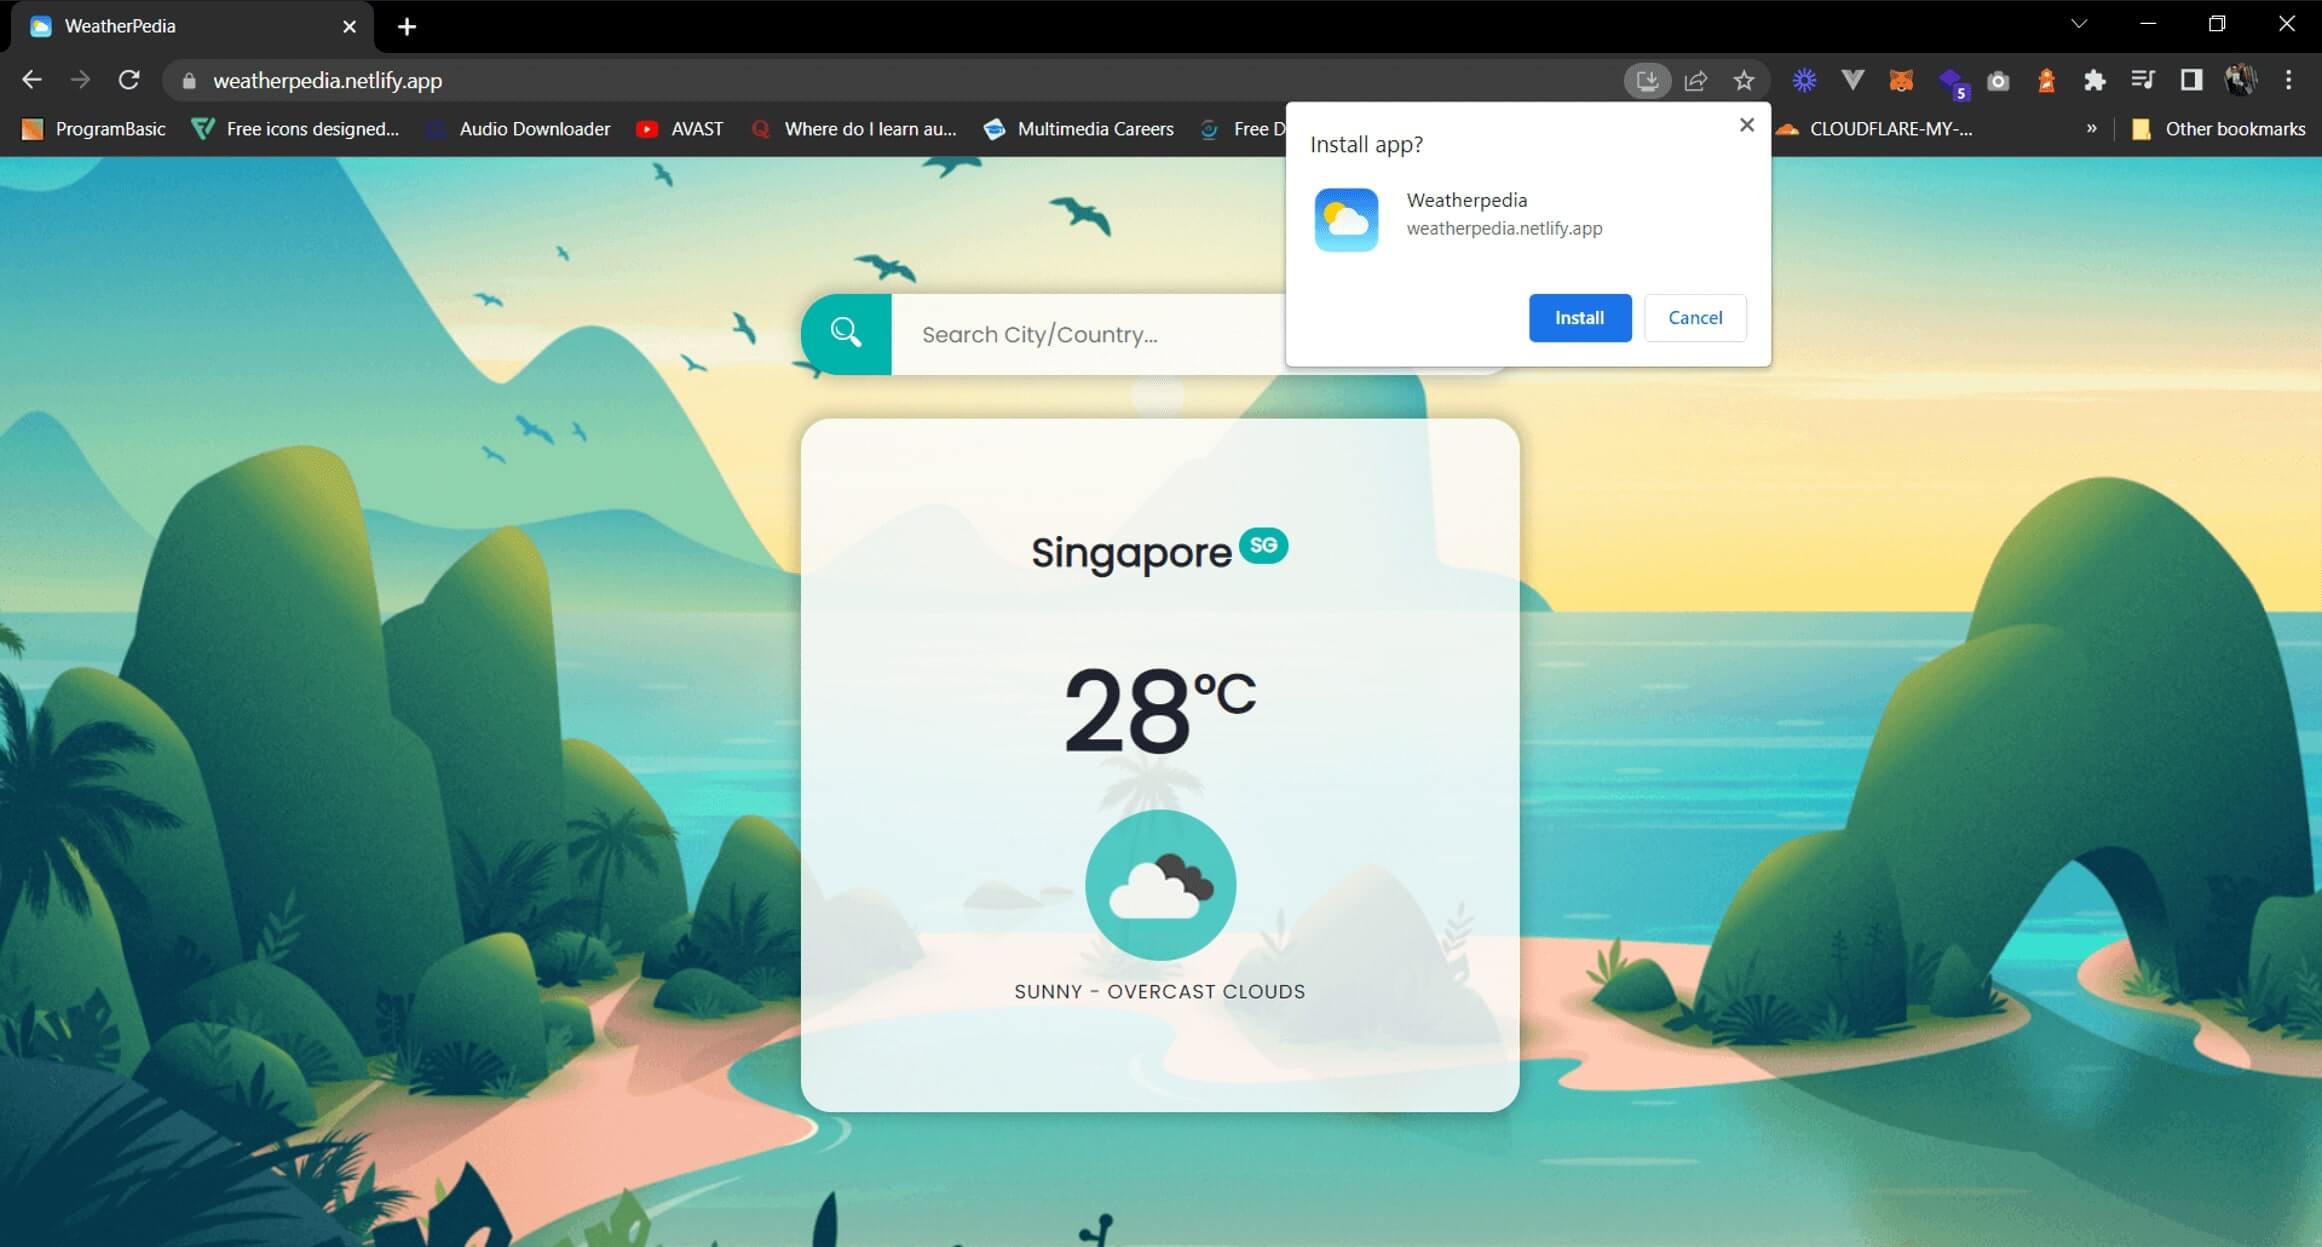 WeatherPedia
weatherpedia.netlify.app
5
ProgramBasic
Free icons designed...
Audio Downloader
AVAST
Where do I learn au...
Multimedia Careers
Free D
CLOUDFLARE-MY-...
»
Other bookmarks
Install app?
Weatherpedia
weatherpedia.netlify.app
Install
Cancel
Search City/Country...
Singapore SG
28°C
SUNNY - OVERCAST CLOUDS